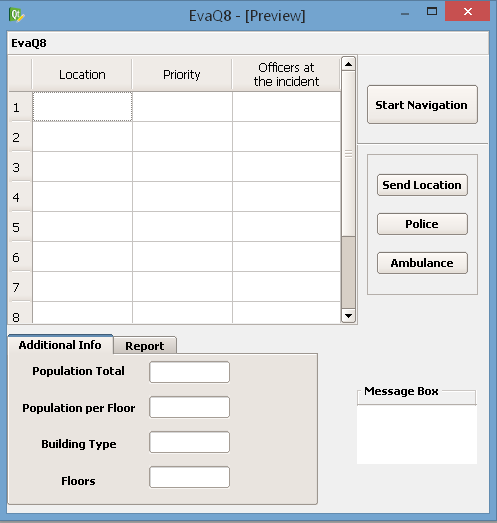 EvaQ8 - [Preview]
EvaQ8
Location Priority Officers at
the incident
1
2
3
4
5
6
7
8
Start Navigation
Send Location
Police
Ambulance
Additional Info Report
Population Total
Population per Floor
Building Type
Floors
Message Box